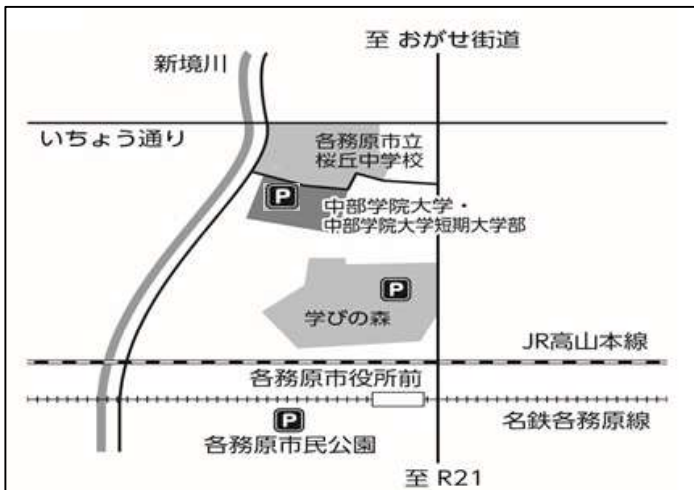 至 おがせ街道
新境川
いちょう通り
各務原市立
桜丘中学校
P
中部学院大学・
中部学院大学短期大学部
P
学びの森
JR高山本線
各務原市役所前
名鉄各務原線
P
各務原市民公園
至 R21